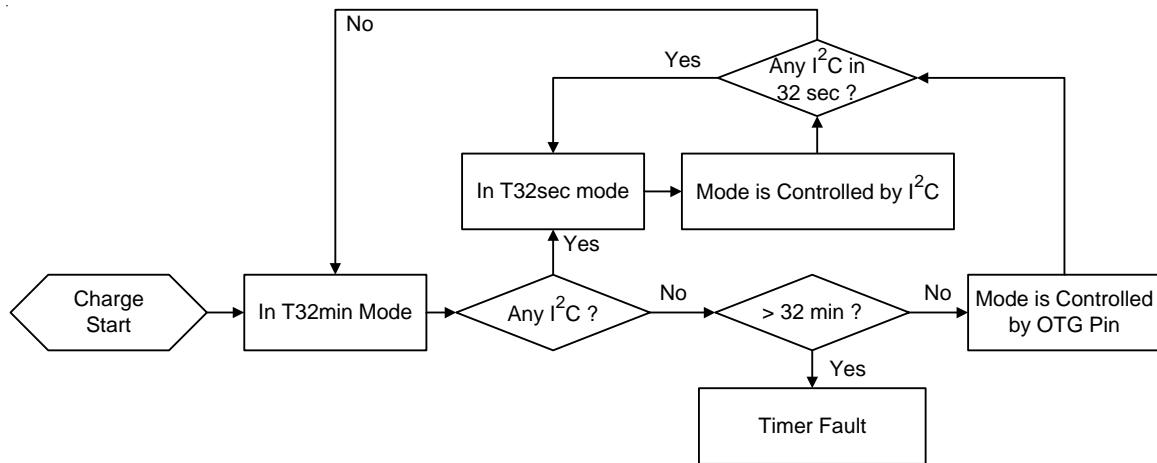 No
Yes
Any I²C in
32 sec ?
In T32sec mode
Mode is Controlled by I²C
Yes
Charge
Start
In T32min Mode
Any I²C ?
No
> 32 min ?
No
Mode is Controlled
by OTG Pin
Yes
Timer Fault